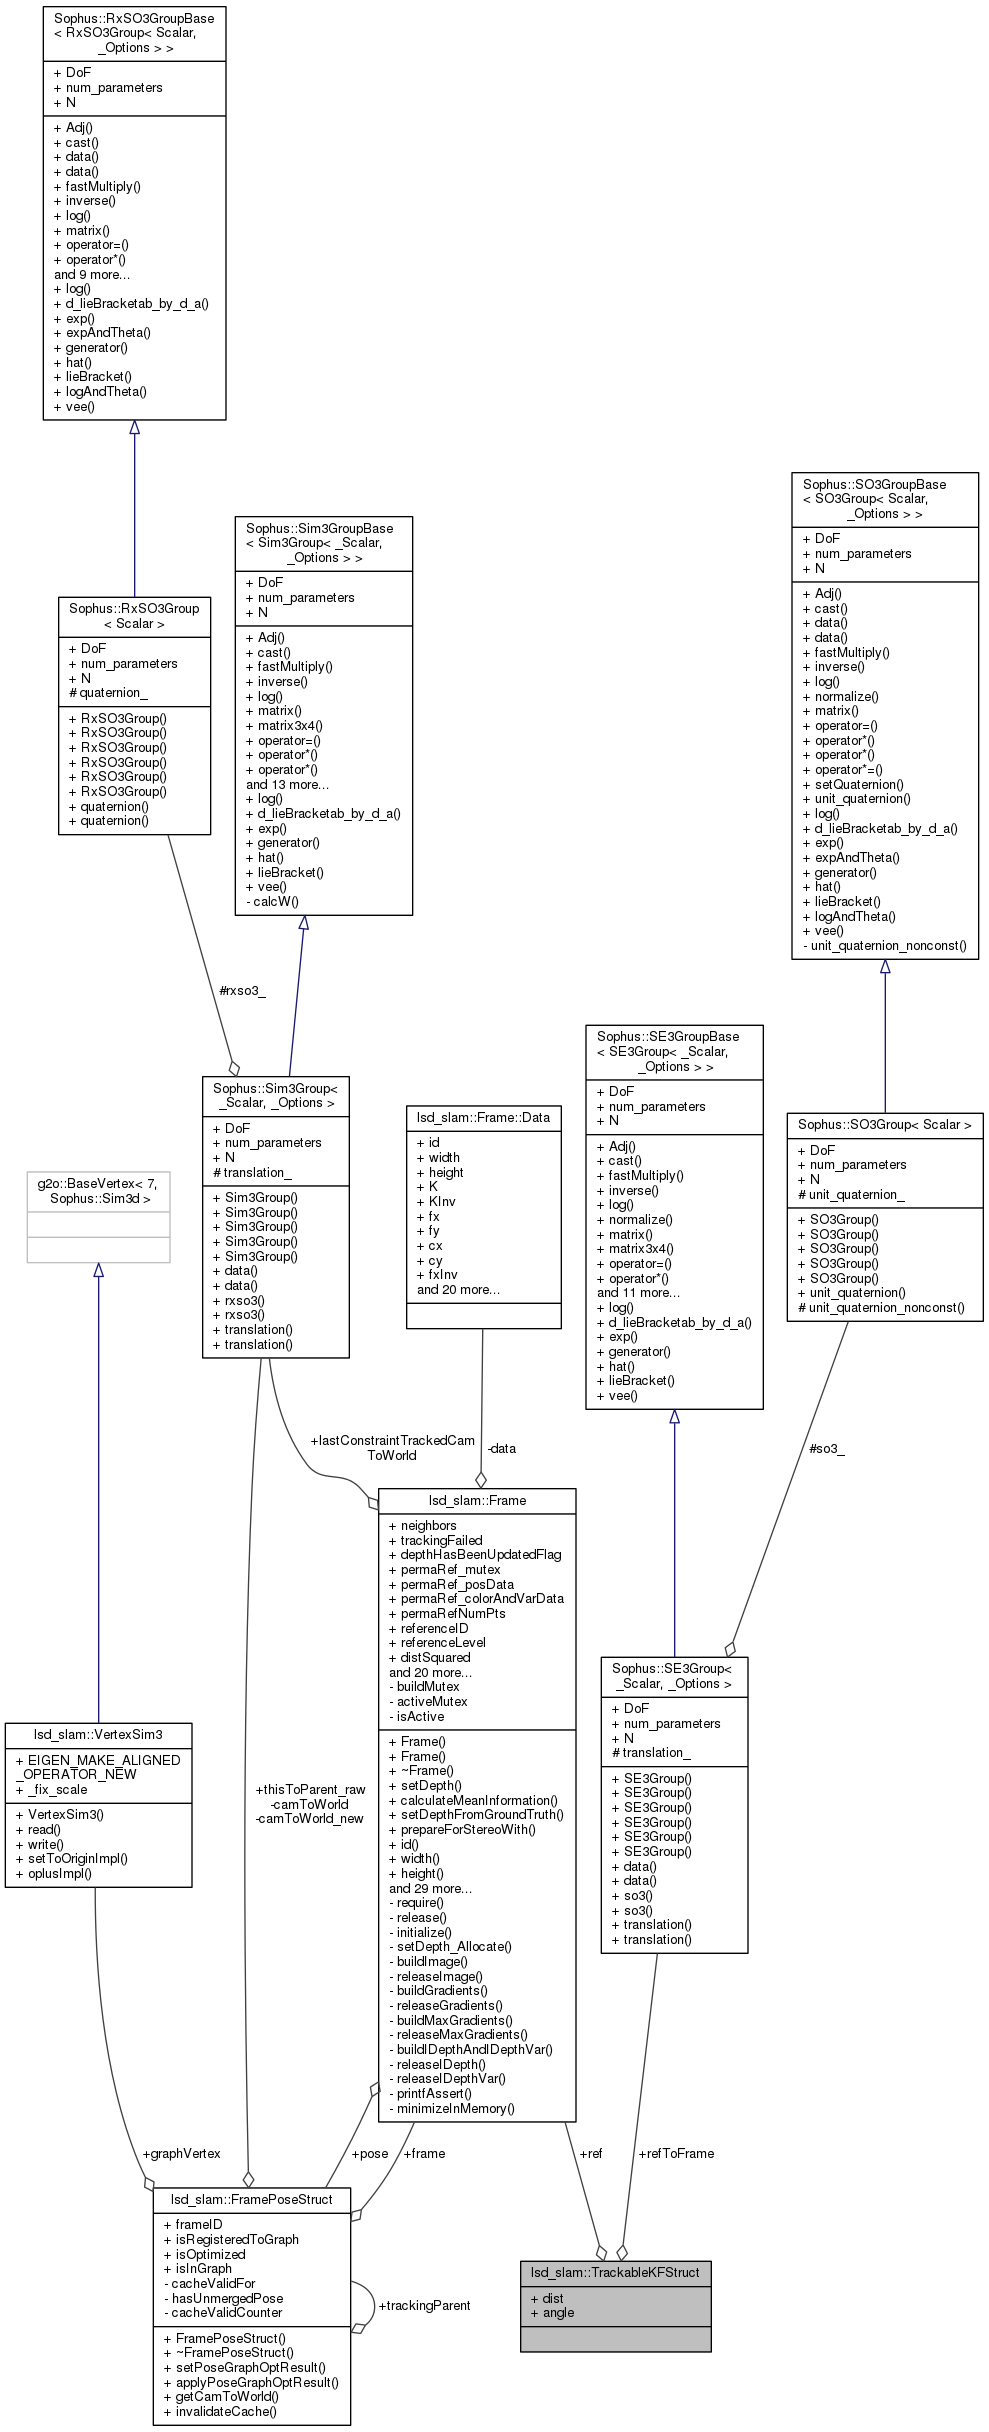 Sophus::RxSO3GroupBase
< RxSO3Group< Scalar,
_Options > >
+ DoF
+ num_parameters
+ N
+ Adj()
+ cast()
+ data()
+ data()
+ fastMultiply()
+ inverse()
+ log()
+ matrix()
+ operator=()
+ operator*()
and 9 more...
+ log()
+ d_lieBracketab_by_d_a()
+ exp()
+ expAndTheta()
+ generator()
+ hat()
+ lieBracket()
+ logAndTheta()
+ vee()
Sophus::SO3GroupBase
< SO3Group< Scalar,
_Options > >
+ DoF
+ num_parameters
+ N
+ Adj()
+ cast()
+ data()
+ data()
+ fastMultiply()
+ inverse()
+ log()
+ normalize()
+ matrix()
+ operator=()
+ operator*()
+ operator*()
+ operator*=()
+ setQuaternion()
+ unit_quaternion()
+ log()
+ d_lieBracketab_by_d_a()
+ exp()
+ expAndTheta()
+ generator()
+ hat()
+ lieBracket()
+ logAndTheta()
+ vee()
- unit_quaternion_nonconst()
Sophus::Sim3GroupBase
< Sim3Group< _Scalar,
_Options > >
+ DoF
+ num_parameters
+ N
+ Adj()
+ cast()
+ fastMultiply()
+ inverse()
+ log()
+ matrix()
+ matrix3x4()
+ operator=()
+ operator*()
+ operator*()
and 13 more...
+ log()
+ d_lieBracketab_by_d_a()
+ exp()
+ generator()
+ hat()
+ lieBracket()
+ vee()
- calcW()
Sophus::RxSO3Group
< Scalar >
+ DoF
+ num_parameters
+ N
# quaternion_
+ RxSO3Group()
+ RxSO3Group()
+ RxSO3Group()
+ RxSO3Group()
+ RxSO3Group()
+ RxSO3Group()
+ quaternion()
+ quaternion()
#rxso3_
Sophus::SE3GroupBase
< SE3Group< _Scalar,
_Options > >
+ DoF
+ num_parameters
+ N
+ Adj()
+ cast()
+ fastMultiply()
+ inverse()
+ log()
+ normalize()
+ matrix()
+ matrix3x4()
+ operator=()
+ operator*()
and 11 more...
+ log()
+ d_lieBracketab_by_d_a()
+ exp()
+ generator()
+ hat()
+ lieBracket()
+ vee()
Sophus::Sim3Group<
_Scalar, _Options >
+ DoF
+ num_parameters
+ N
# translation_
+ Sim3Group()
+ Sim3Group()
+ Sim3Group()
+ Sim3Group()
+ Sim3Group()
+ data()
+ data()
+ rxso3()
+ rxso3()
+ translation()
+ translation()
lsd_slam::Frame::Data
+ id
+ width
+ height
+ K
+ KInv
+ fx
+ fy
+ cx
+ cy
+ fxInv
and 20 more...
Sophus::SO3Group< Scalar >
+ DoF
+ num_parameters
+ N
# unit_quaternion_
+ SO3Group()
+ SO3Group()
+ SO3Group()
+ SO3Group()
+ SO3Group()
+ unit_quaternion()
# unit_quaternion_nonconst()
g2o::BaseVertex< 7,
Sophus::Sim3d >
+lastConstraintTrackedCam
ToWorld
-data
#so3_
lsd_slam::Frame
+ neighbors
+ trackingFailed
+ depthHasBeenUpdatedFlag
+ permaRef_mutex
+ permaRef_posData
+ permaRef_colorAndVarData
+ permaRefNumPts
+ referenceID
+ referenceLevel
+ distSquared
and 20 more...
- buildMutex
- activeMutex
- isActive
+ Frame()
+ Frame()
+ ~Frame()
+ setDepth()
+ calculateMeanInformation()
+ setDepthFromGroundTruth()
+ prepareForStereoWith()
+ id()
+ width()
+ height()
and 29 more...
- require()
- release()
- initialize()
- setDepth_Allocate()
- buildImage()
- releaseImage()
- buildGradients()
- releaseGradients()
- buildMaxGradients()
- releaseMaxGradients()
- buildIDepthAndIDepthVar()
- releaseIDepth()
- releaseIDepthVar()
- printfAssert()
- minimizeInMemory()
Sophus::SE3Group<
_Scalar, _Options >
+ DoF
+ num_parameters
+ N
# translation_
+ SE3Group()
+ SE3Group()
+ SE3Group()
+ SE3Group()
+ SE3Group()
+ SE3Group()
+ data()
+ data()
+ so3()
+ so3()
+ translation()
+ translation()
lsd_slam::VertexSim3
+ EIGEN_MAKE_ALIGNED
_OPERATOR_NEW
+ _fix_scale
+ VertexSim3()
+ read()
+ write()
+ setToOriginImpl()
+ oplusImpl()
+thisToParent_raw
-camToWorld
-camToWorld_new
+graphVertex
+pose
+frame
+ref
+refToFrame
lsd_slam::FramePoseStruct
+ frameID
+ isRegisteredToGraph
+ isOptimized
+ isInGraph
- cacheValidFor
- hasUnmergedPose
- cacheValidCounter
+ FramePoseStruct()
+ ~FramePoseStruct()
+ setPoseGraphOptResult()
+ applyPoseGraphOptResult()
+ getCamToWorld()
+ invalidateCache()
+trackingParent
lsd_slam::TrackableKFStruct
+ dist
+ angle